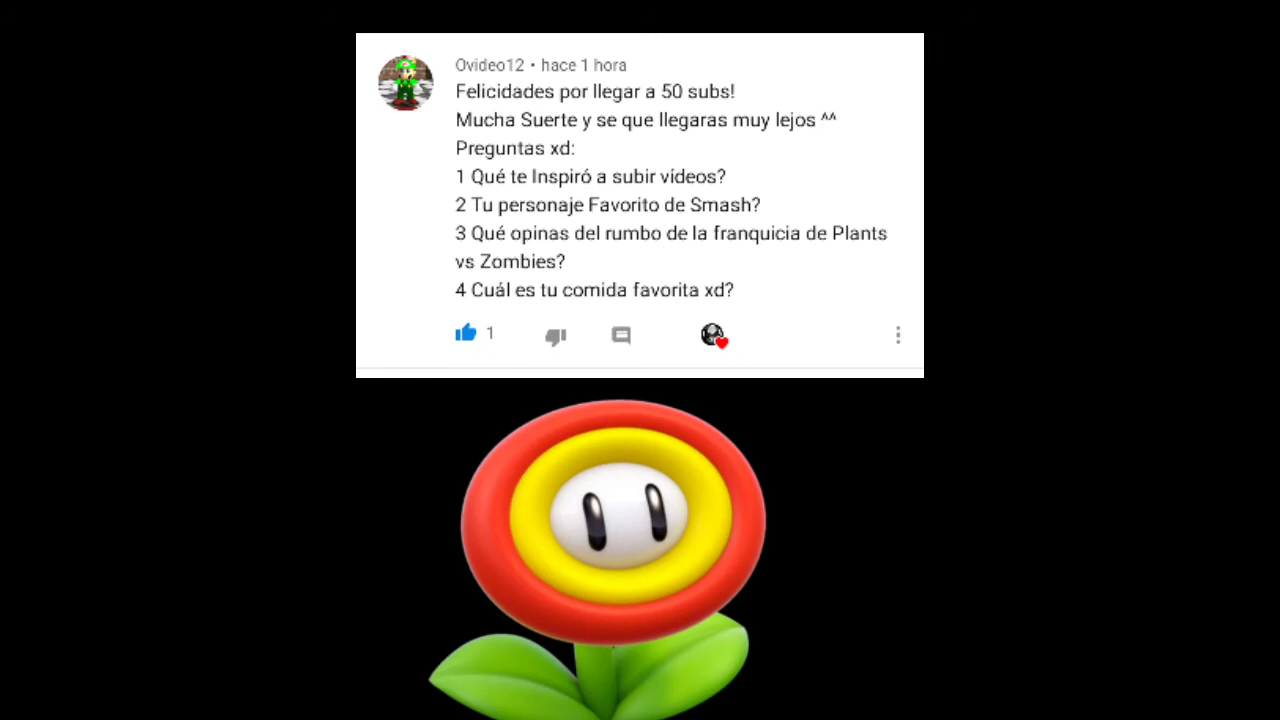 Ovideo12 • hace 1 hora
Felicidades por llegar a 50 subs!
Mucha Suerte y se que llegaras muy lejos ^^
Preguntas xd:
1 Qué te Inspiró a subir vídeos?
2 Tu personaje Favorito de Smash?
3 Qué opinas del rumbo de la franquicia de Plants
vs Zombies?
4 Cuál es tu comida favorita xd?
1